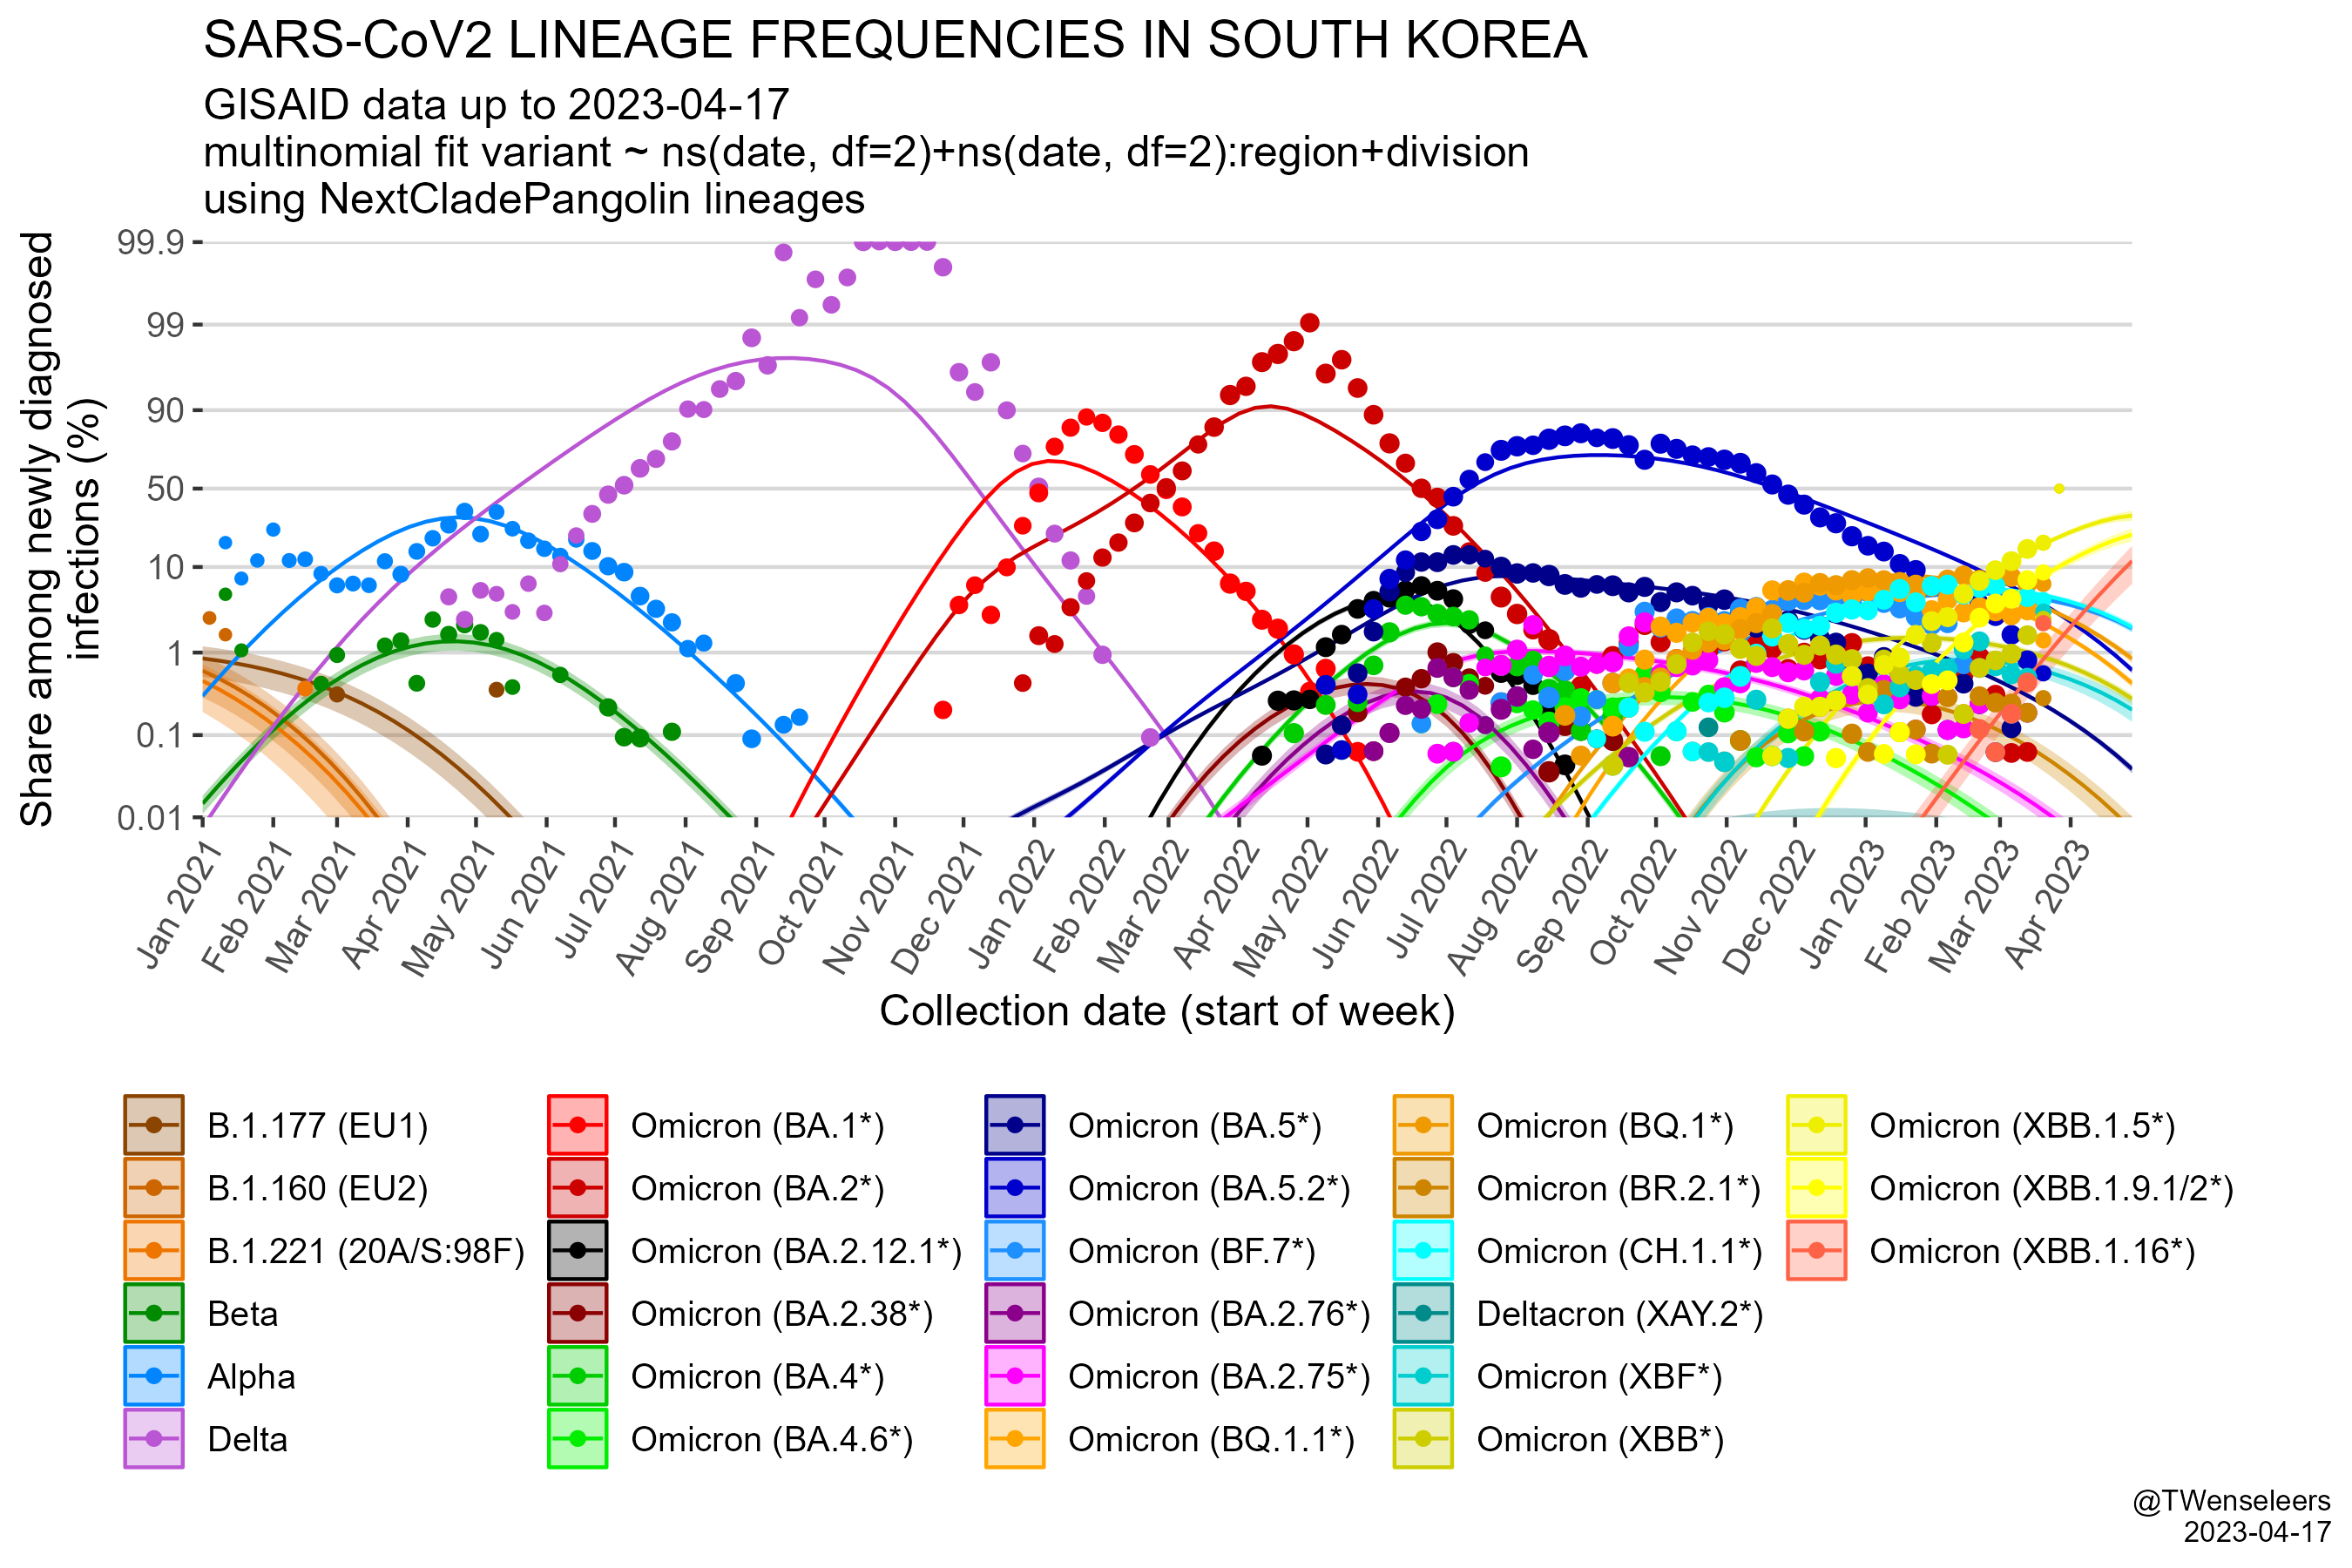 SARS-CoV2 LINEAGE FREQUENCIES IN SOUTH KOREA
GISAID data up to 2023-04-17
multinomial fit variant ~ ns(date, df=2)+ns(date, df=2):region+division
using NextCladePangolin lineages
Share among newly diagnosed
infections (%)
99.9
99
90
50
10
1
0.1
0.01
Jan 2021
Feb 2021
Mar 2021
Apr 2021
May 2021
Jun 2021
Jul 2021
Aug 2021
Sep 2021
Oct 2021
Nov 2021
Dec 2021
Jan 2022
Feb 2022
Mar 2022
Apr 2022
May 2022
Jun 2022
Jul 2022
Aug 2022
Sep 2022
Oct 2022
Nov 2022
Dec 2022
Jan 2023
Feb 2023
Mar 2023
Apr 2023
Collection date (start of week)
B.1.177 (EU1)
B.1.160 (EU2)
B.1.221 (20A/S:98F)
Beta
Alpha
Delta
Omicron (BA.1*)
Omicron (BA.2*)
Omicron (BA.2.12.1*)
Omicron (BA.2.38*)
Omicron (BA.4*)
Omicron (BA.4.6*)
Omicron (BA.5*)
Omicron (BA.5.2*)
Omicron (BF.7*)
Omicron (BA.2.76*)
Omicron (BA.2.75*)
Omicron (BQ.1.1*)
Omicron (BQ.1*)
Omicron (BR.2.1*)
Omicron (CH.1.1*)
Deltacron (XAY.2*)
Omicron (XBF*)
Omicron (XBB*)
Omicron (XBB.1.5*)
Omicron (XBB.1.9.1/2*)
Omicron (XBB.1.16*)
@TWenseleers
2023-04-17